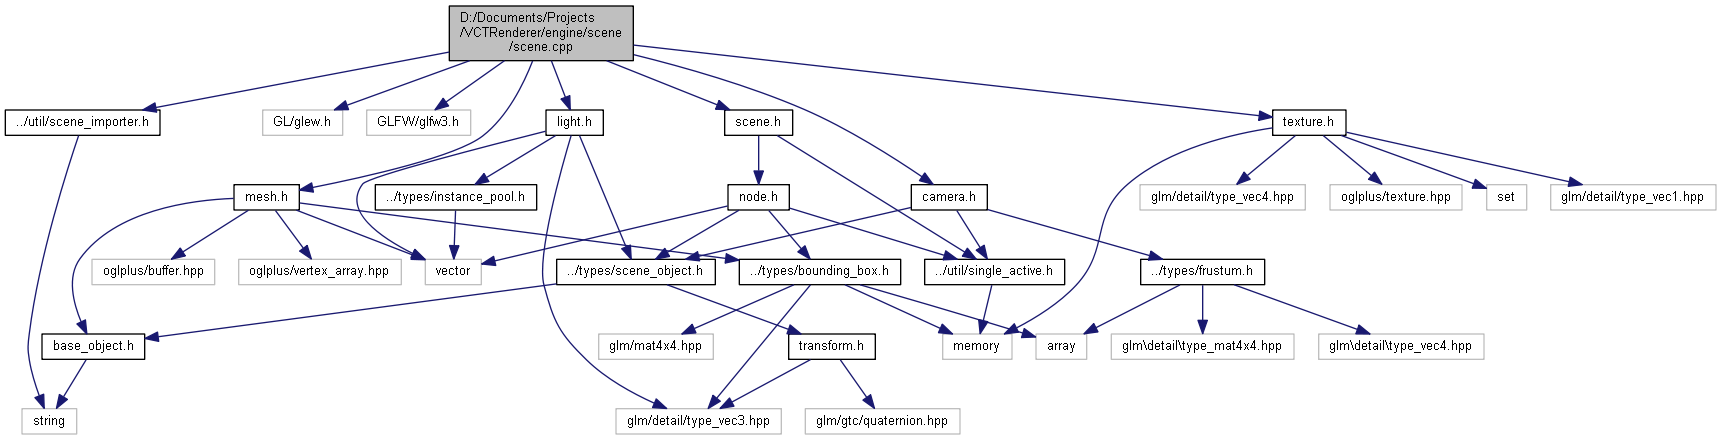 D:/Documents/Projects
/VCTRenderer/engine/scene
/scene.cpp
../util/scene_importer.h
GL/glew.h
GLFW/glfw3.h
light.h
scene.h
texture.h
mesh.h
../types/instance_pool.h
node.h
camera.h
glm/detail/type_vec4.hpp
oglplus/texture.hpp
set
glm/detail/type_vec1.hpp
oglplus/buffer.hpp
oglplus/vertex_array.hpp
vector
../types/scene_object.h
../types/bounding_box.h
../util/single_active.h
../types/frustum.h
base_object.h
glm/mat4x4.hpp
transform.h
memory
array
glm\detail\type_mat4x4.hpp
glm\detail\type_vec4.hpp
string
glm/detail/type_vec3.hpp
glm/gtc/quaternion.hpp